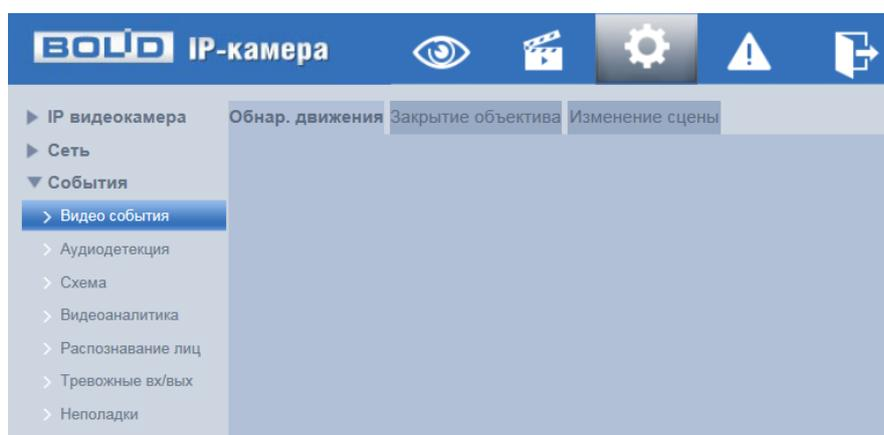 BOLID IP-камера
IP видеокамера
Сеть
События
Видео события
Аудиодетекция
Схема
Видеоаналитика
Распознавание лиц
Тревожные вх/вых
Неполадки
Обнар. движения Закрытие объектива Изменение сцены